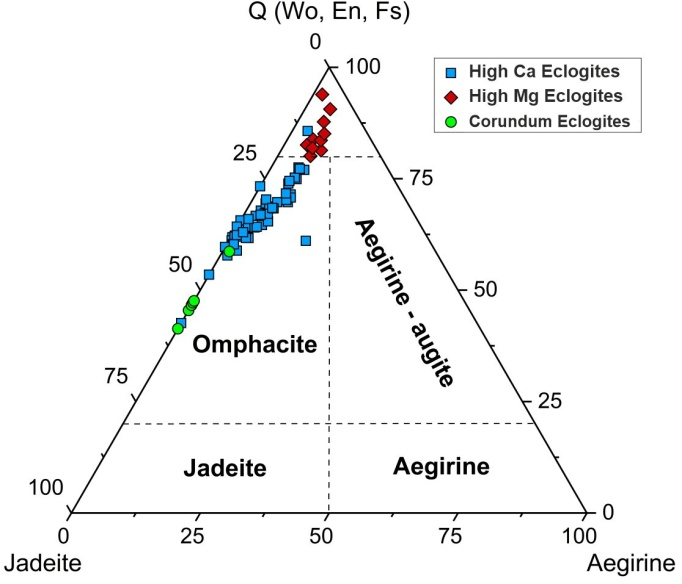 Q (Wo, En, Fs)
0
100
High Ca Eclogites
High Mg Eclogites
Corundum Eclogites
25
75
Aegirine - augite
50
50
Omphacite
75
25
Jadeite
Aegirine
100
0
0
25
50
75
100
Jadeite
Aegirine